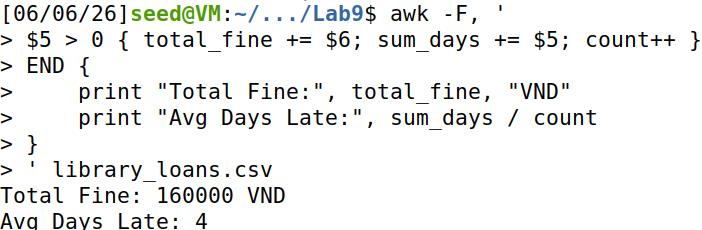 [06/06/26]seed@VM:~/.../Lab9$ awk -F, '
> $5 > 0 { total_fine += $6; sum_days += $5; count++ }
> END {
>     print "Total Fine:", total_fine, "VND"
>     print "Avg Days Late:", sum_days / count
> }
> ' library_loans.csv
Total Fine: 160000 VND
Avg Days Late: 4